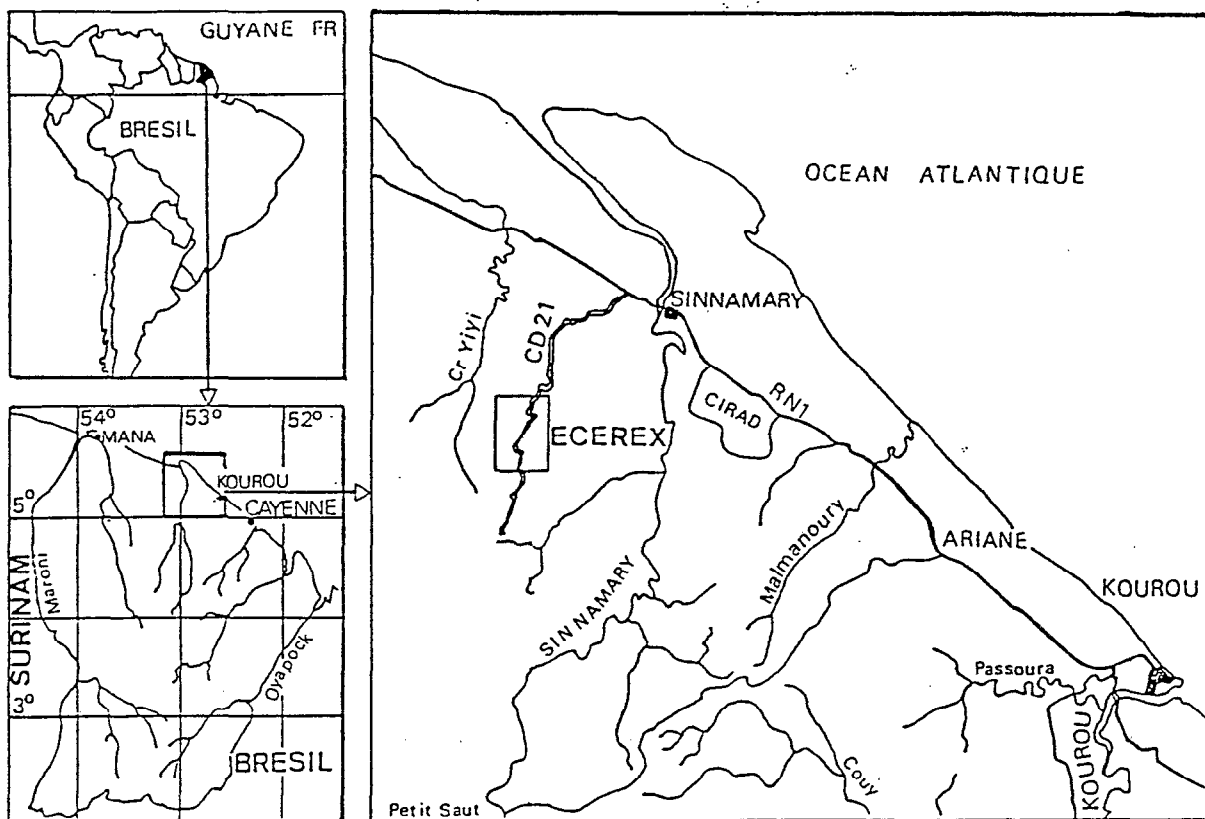 GUYANE FR
BRESIL
54° 53° 52°
MANA
KOUROU
CAYENNE
5°
SURINAM
Maroni
Oyapock
3°
BRESIL
OCEAN ATLANTIQUE
SINNAMARY
Cr Yiyi
CD21
RN1
CIRAD
ECEREX
Malmanoury
ARIANE
KOUROU
SINNAMARY
Passoura
KOUROU
Couy
Petit Saut